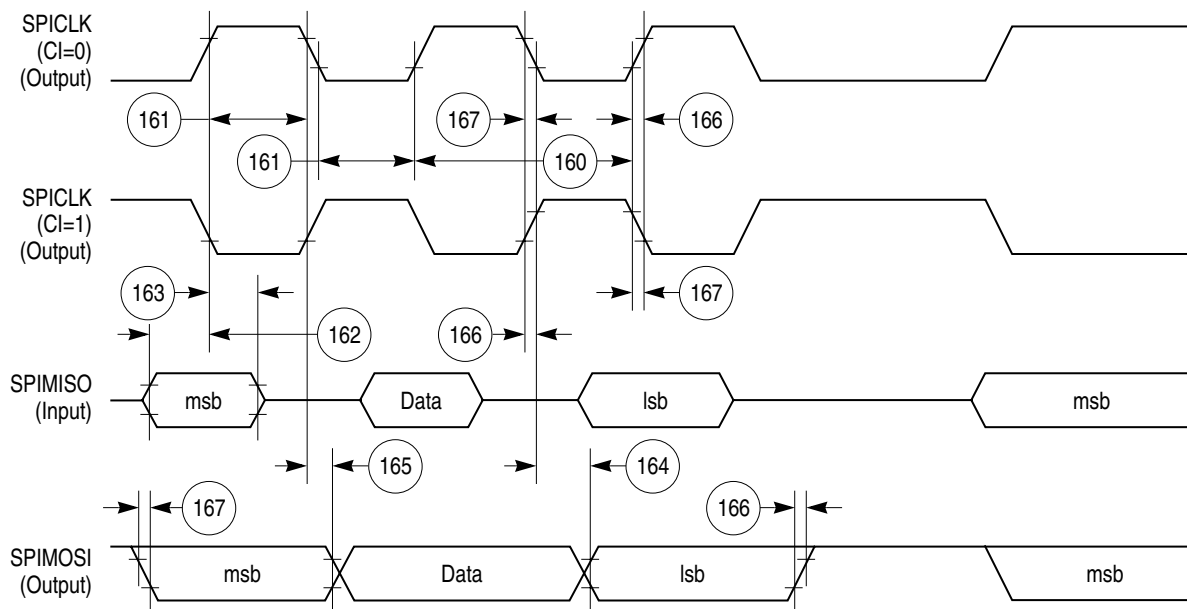 SPICLK
(CI=0)
(Output)
161
167
166
161
160
SPICLK
(CI=1)
(Output)
163
167
162
166
SPIMISO
(Input)
msb
Data
lsb
msb
165
164
167
166
SPIMOSI
(Output)
msb
Data
lsb
msb